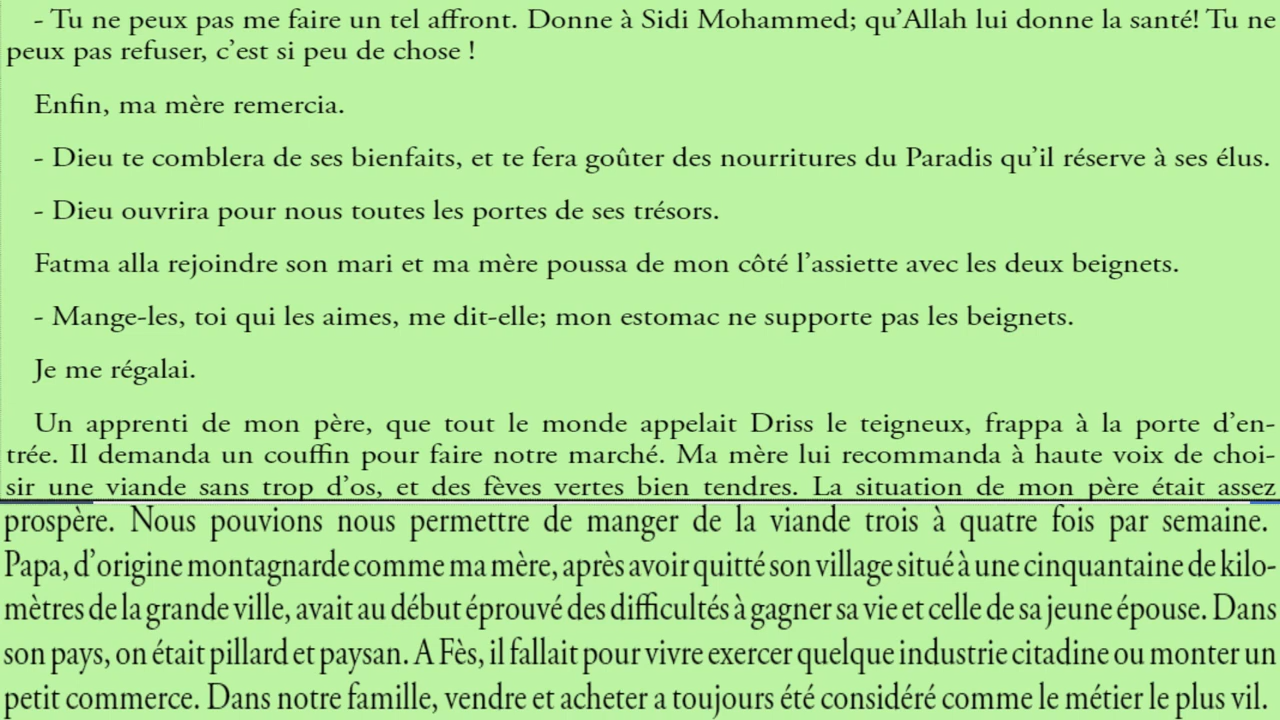 - Tu ne peux pas me faire un tel affront. Donne à Sidi Mohammed; qu’Allah lui donne la santé! Tu ne
peux pas refuser, c’est si peu de chose !
Enfin, ma mère remercia.
- Dieu te comblera de ses bienfaits, et te fera goûter des nourritures du Paradis qu’il réserve à ses élus.
- Dieu ouvrira pour nous toutes les portes de ses trésors.
Fatma alla rejoindre son mari et ma mère poussa de mon côté l’assiette avec les deux beignets.
- Mange-les, toi qui les aimes, me dit-elle; mon estomac ne supporte pas les beignets.
Je me régalai.
Un apprenti de mon père, que tout le monde appelait Driss le teigneux, frappa à la porte d’en-
trée. Il demanda un couffin pour faire notre marché. Ma mère lui recommanda à haute voix de choi-
sir une viande sans trop d’os, et des fèves vertes bien tendres. La situation de mon père était assez
prospère. Nous pouvions nous permettre de manger de la viande trois à quatre fois par semaine.
Papa, d’origine montagnarde comme ma mère, après avoir quitté son village situé à une cinquantaine de kilo-
mètres de la grande ville, avait au début éprouvé des difficultés à gagner sa vie et celle de sa jeune épouse. Dans
son pays, on était pillard et paysan. A Fès, il fallait pour vivre exercer quelque industrie citadine ou monter un
petit commerce. Dans notre famille, vendre et acheter a toujours été considéré comme le métier le plus vil.